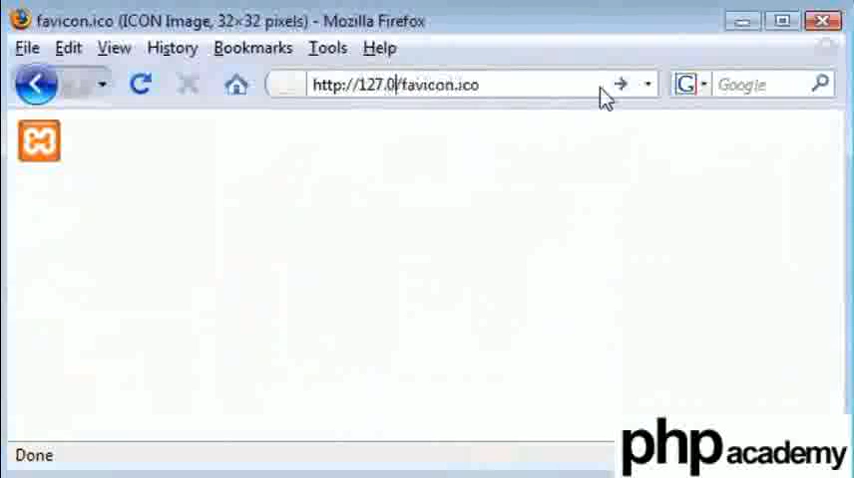 favicon.ico (ICON Image, 32×32 pixels) - Mozilla Firefox
File Edit View History Bookmarks Tools Help
http://127.0/favicon.ico
G Google
Done
php academy